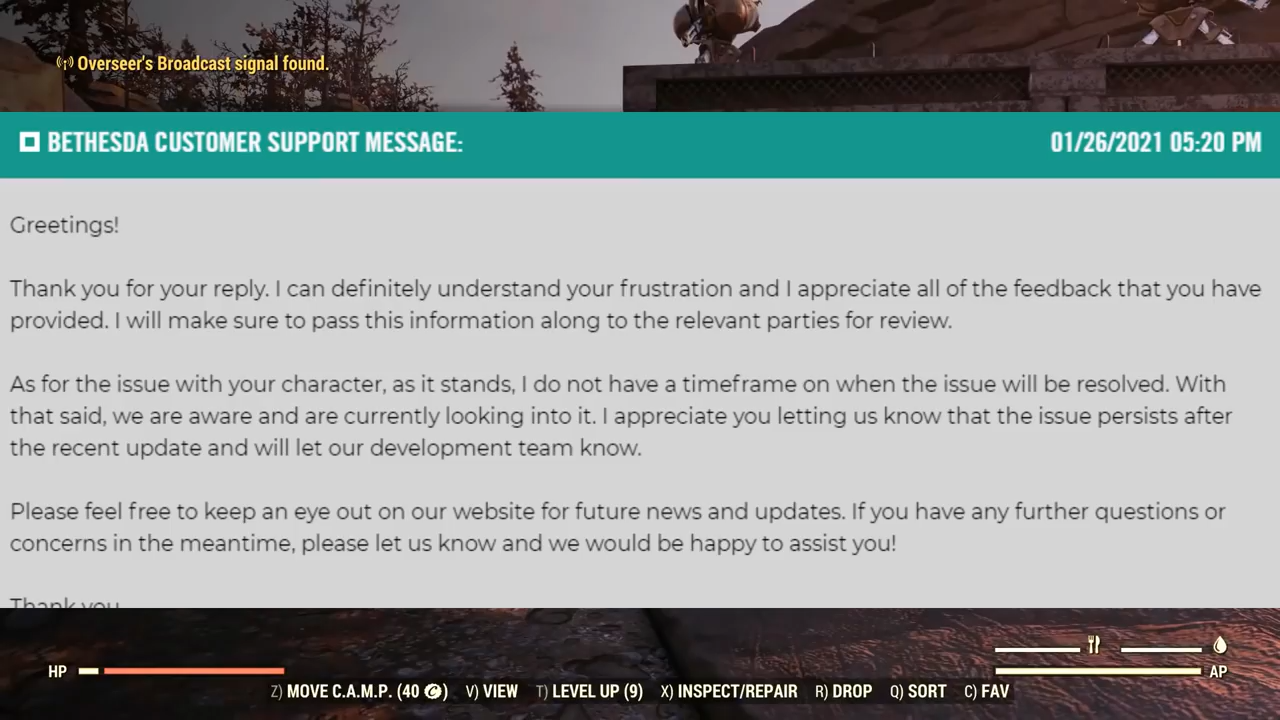 Overseer's Broadcast signal found.
BETHESDA CUSTOMER SUPPORT MESSAGE: 01/26/2021 05:20 PM
Greetings!
Thank you for your reply. I can definitely understand your frustration and I appreciate all of the feedback that you have
provided. I will make sure to pass this information along to the relevant parties for review.
As for the issue with your character, as it stands, I do not have a timeframe on when the issue will be resolved. With
that said, we are aware and are currently looking into it. I appreciate you letting us know that the issue persists after
the recent update and will let our development team know.
Please feel free to keep an eye out on our website for future news and updates. If you have any further questions or
concerns in the meantime, please let us know and we would be happy to assist you!
Thank you
HP AP
Z) MOVE C.A.M.P. (40 ) V) VIEW T) LEVEL UP (9) X) INSPECT/REPAIR R) DROP Q) SORT C) FAV